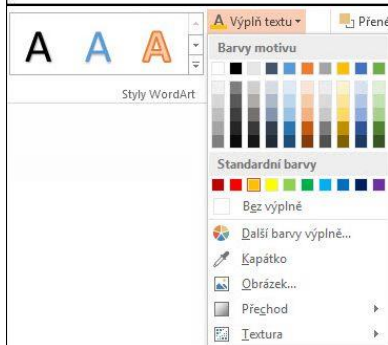 A A A
Styly WordArt
A Výplň textu
Přené
Barvy motivu
Standardní barvy
Bez výplně
Další barvy výplně...
Kapátko
Obrázek...
Přechod
Textura